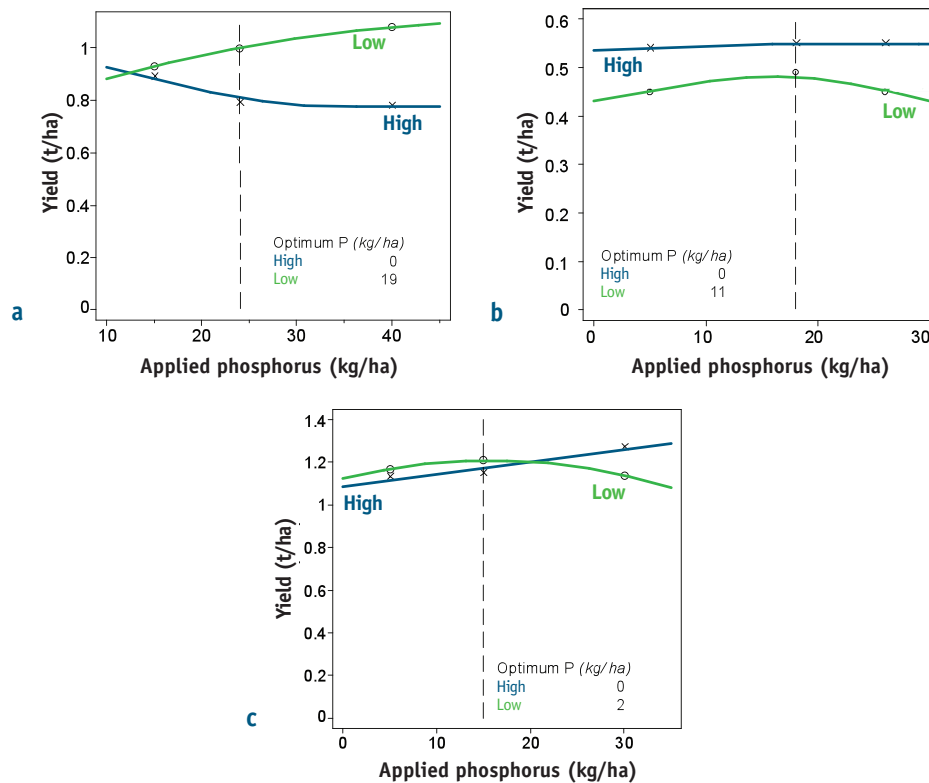 Yield (t/ha)
1
0.8
0.6
0.4
0.2
0
Low
High
Optimum P (kg/ha)
High 0
Low 19
10 20 30 40
Applied phosphorus (kg/ha)
a
Yield (t/ha)
0.6
0.5
0.4
0.3
0.2
0.1
0
High
Low
Optimum P (kg/ha)
High 0
Low 11
0 10 20 30
Applied phosphorus (kg/ha)
b
Yield (t/ha)
1.4
1.2
1
0.8
0.6
0.4
0.2
0
High
Low
Optimum P (kg/ha)
High 0
Low 2
0 10 20 30
Applied phosphorus (kg/ha)
c